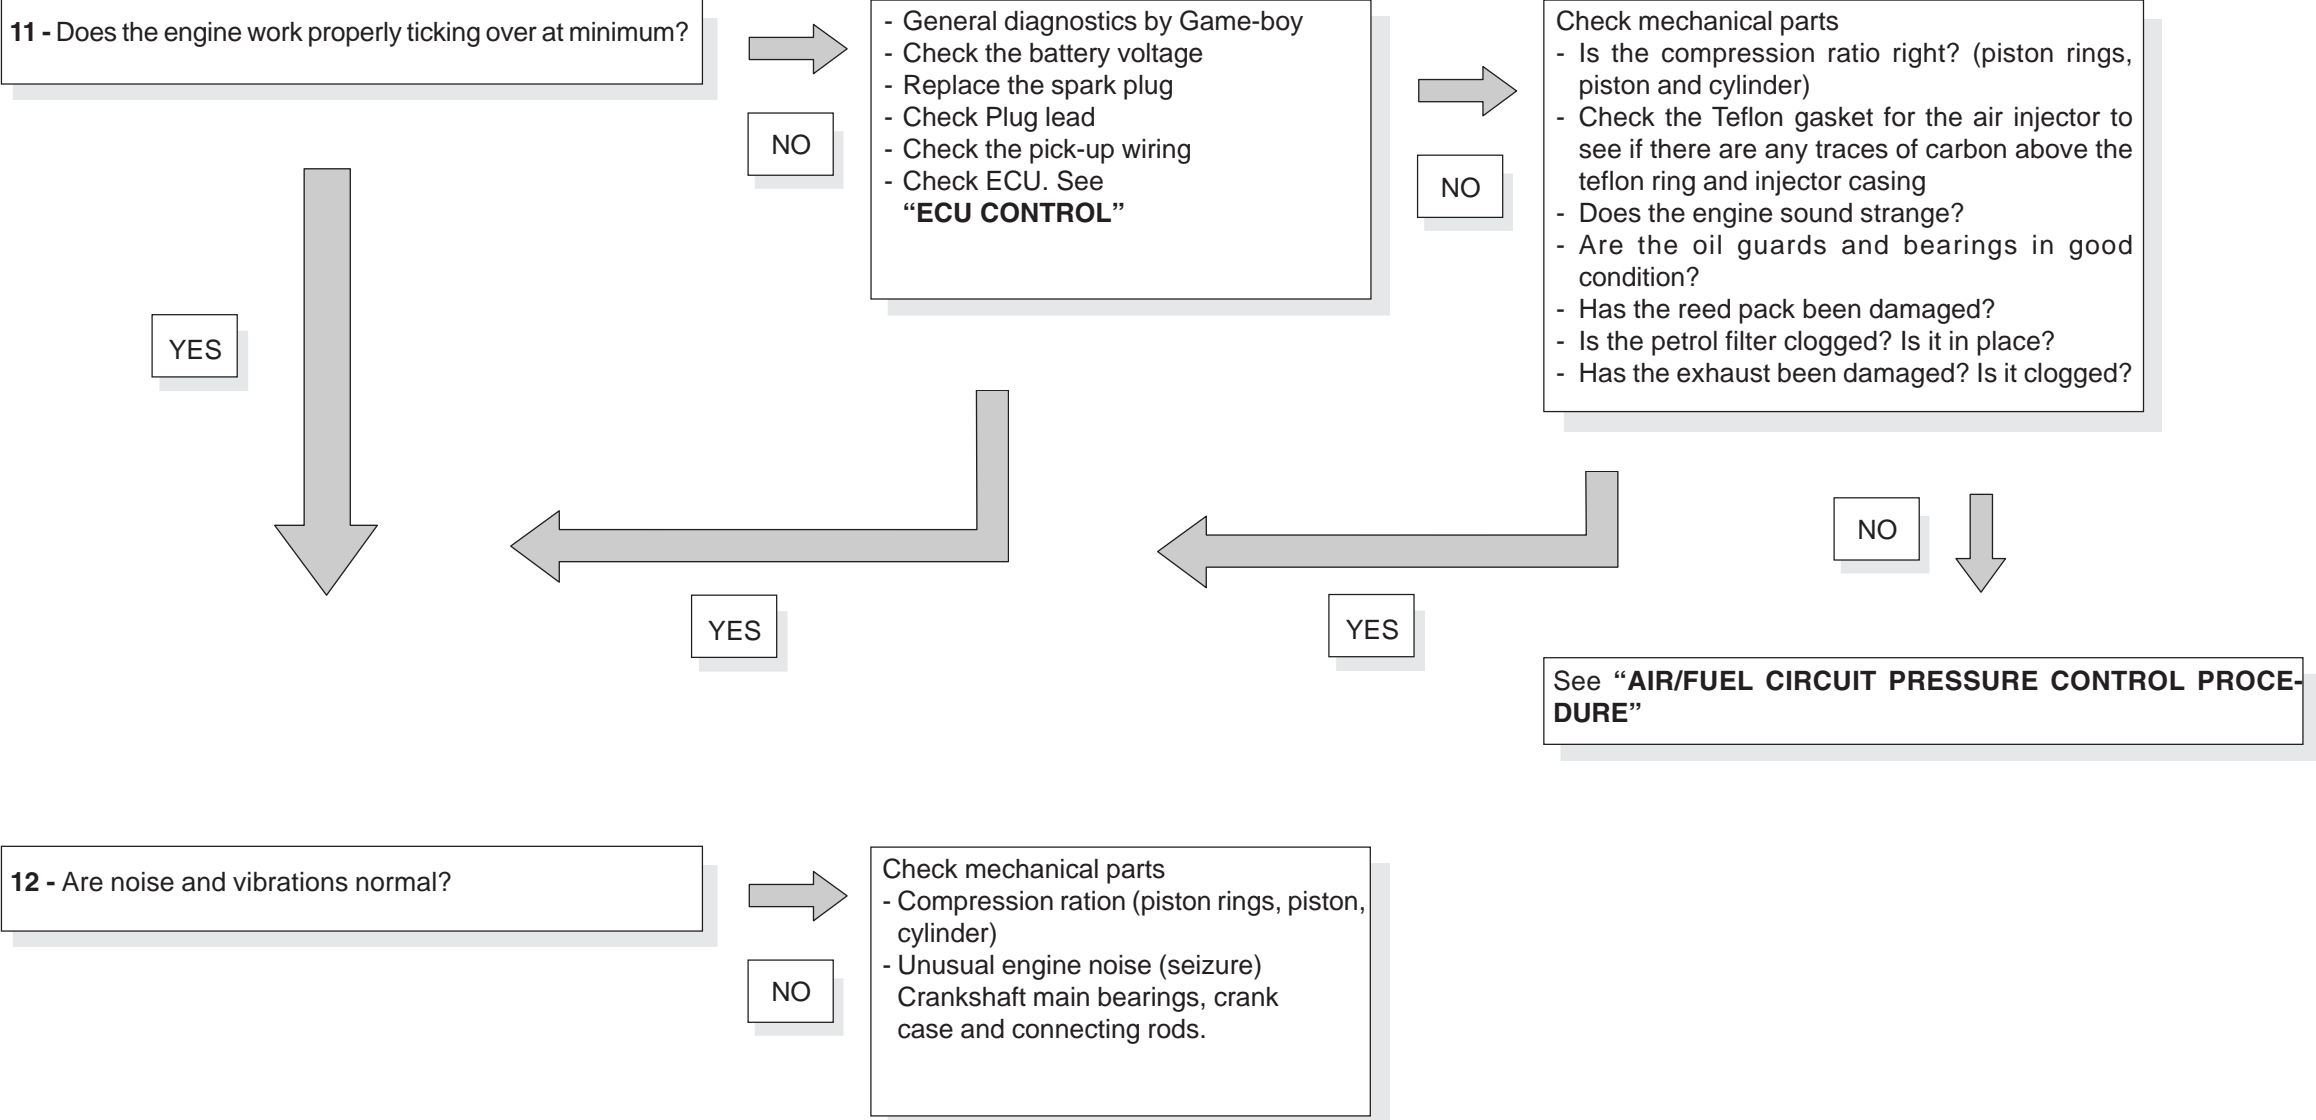 11 - Does the engine work properly ticking over at minimum?
NO
- General diagnostics by Game-boy
- Check the battery voltage
- Replace the spark plug
- Check Plug lead
- Check the pick-up wiring
- Check ECU. See
“ECU CONTROL”
NO
Check mechanical parts
- Is the compression ratio right? (piston rings,
piston and cylinder)
- Check the Teflon gasket for the air injector to
see if there are any traces of carbon above the
teflon ring and injector casing
- Does the engine sound strange?
- Are the oil guards and bearings in good
condition?
- Has the reed pack been damaged?
- Is the petrol filter clogged? Is it in place?
- Has the exhaust been damaged? Is it clogged?
YES
YES
YES
NO
See “AIR/FUEL CIRCUIT PRESSURE CONTROL PROCE-
DURE”
12 - Are noise and vibrations normal?
NO
Check mechanical parts
- Compression ration (piston rings, piston,
cylinder)
- Unusual engine noise (seizure)
Crankshaft main bearings, crank
case and connecting rods.